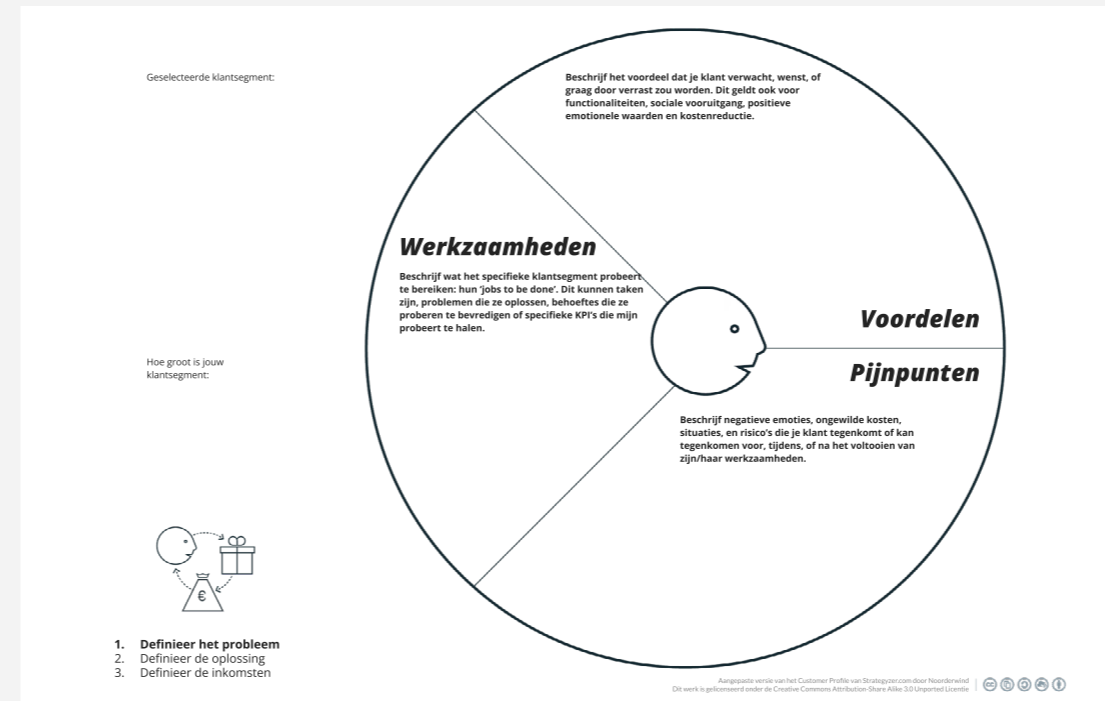 Geselecteerde klantsegment:
Beschrijf het voordeel dat je klant verwacht, wenst, of
graag door verrast zou worden. Dit geldt ook voor
functionaliteiten, sociale vooruitgang, positieve
emotionele waarden en kostenreductie.
Werkzaamheden
Beschrijf wat het specifieke klantsegment probeert
te bereiken: hun 'jobs to be done'. Dit kunnen taken
zijn, problemen die ze oplossen, behoeftes die ze
proberen te bevredigen of specifieke KPI's die mijn
probeert te halen.
Voordelen
Pijnpunten
Hoe groot is jouw
klantsegment:
Beschrijf negatieve emoties, ongewilde kosten,
situaties, en risico's die je klant tegenkomt of kan
tegenkomen voor, tijdens, of na het voltooien van
zijn/haar werkzaamheden.
€
1. Definieer het probleem
2. Definieer de oplossing
3. Definieer de inkomsten
Aangepaste versie van het Customer Profile van Strategyzer.com door Noorderwind
Dit werk is gelicenseerd onder de Creative Commons Attribution-Share Alike 3.0 Unported Licentie